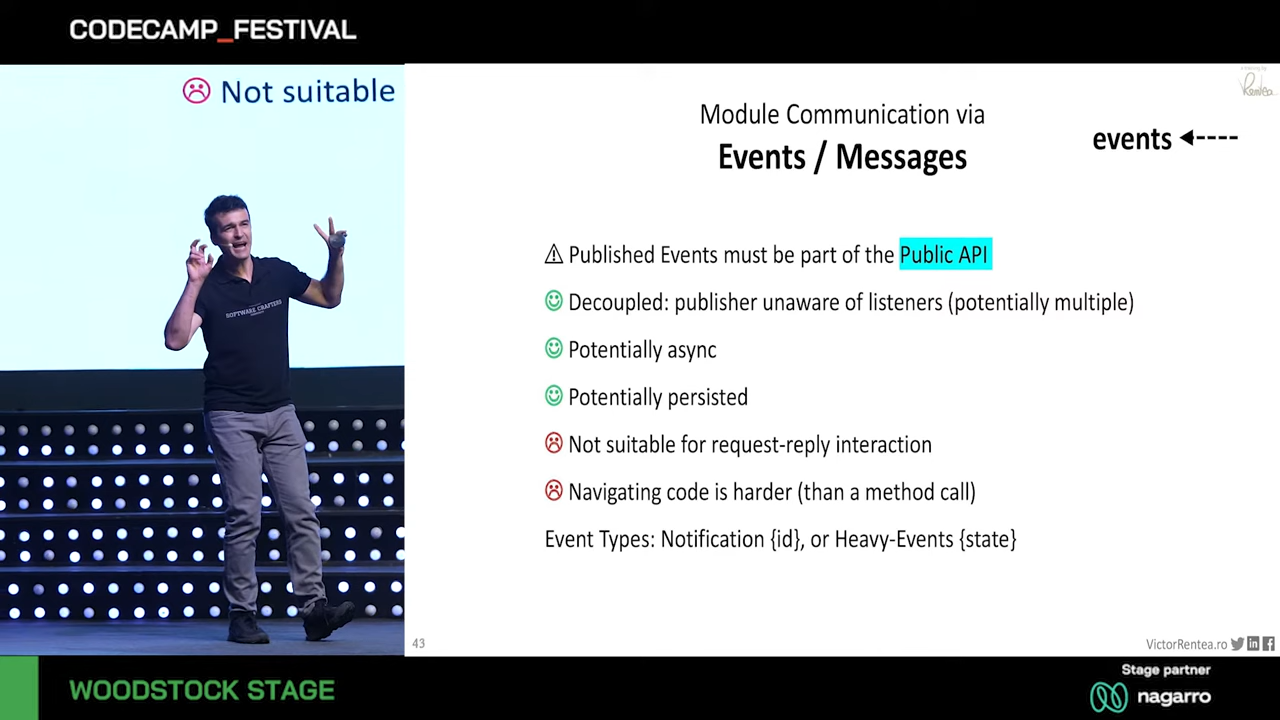 CODECAMP_FESTIVAL
Not suitable
SOFTWARE CRAFTERS
Rentea
Module Communication via
Events / Messages
events
⚠ Published Events must be part of the Public API
Decoupled: publisher unaware of listeners (potentially multiple)
Potentially async
Potentially persisted
Not suitable for request-reply interaction
Navigating code is harder (than a method call)
Event Types: Notification {id}, or Heavy-Events {state}
43
VictorRentea.ro
WOODSTOCK STAGE
Stage partner
nagarro